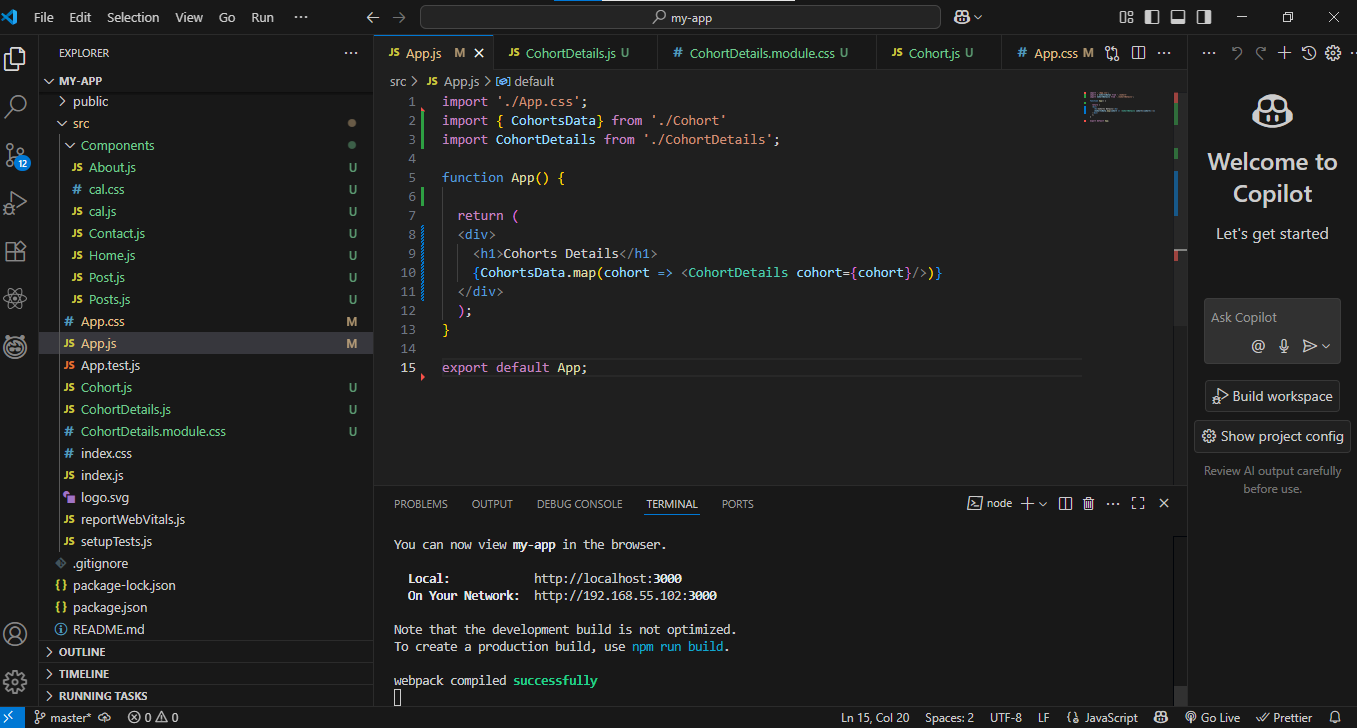 File Edit Selection View Go Run ··· my-app
EXPLORER ···
MY-APP
public
src
Components
JS About.js U
# cal.css U
JS cal.js U
JS Contact.js U
JS Home.js U
JS Post.js U
JS Posts.js U
# App.css M
JS App.js M
JS App.test.js
JS Cohort.js U
JS CohortDetails.js U
# CohortDetails.module.css U
# index.css
JS index.js
logo.svg
JS reportWebVitals.js
JS setupTests.js
.gitignore
{} package-lock.json
{} package.json
README.md
OUTLINE
TIMELINE
RUNNING TASKS
12
JS App.js M JS CohortDetails.js U # CohortDetails.module.css U JS Cohort.js U # App.css M ···
src > JS App.js > default
1 import './App.css';
2 import { CohortsData} from './Cohort'
3 import CohortDetails from './CohortDetails';
4
5 function App() {
6
7 return (
8 <div>
9 <h1>Cohorts Details</h1>
10 {CohortsData.map(cohort => <CohortDetails cohort={cohort}/>)}
11 </div>
12 );
13 }
14
15 export default App;
PROBLEMS OUTPUT DEBUG CONSOLE TERMINAL PORTS node ···
You can now view my-app in the browser.
Local: http://localhost:3000
On Your Network: http://192.168.55.102:3000
Note that the development build is not optimized.
To create a production build, use npm run build.
webpack compiled successfully
Welcome to
Copilot
Let's get started
Ask Copilot
@
Build workspace
Show project config
Review AI output carefully
before use.
master* 0 0 Ln 15, Col 20 Spaces: 2 UTF-8 LF {} JavaScript Go Live Prettier